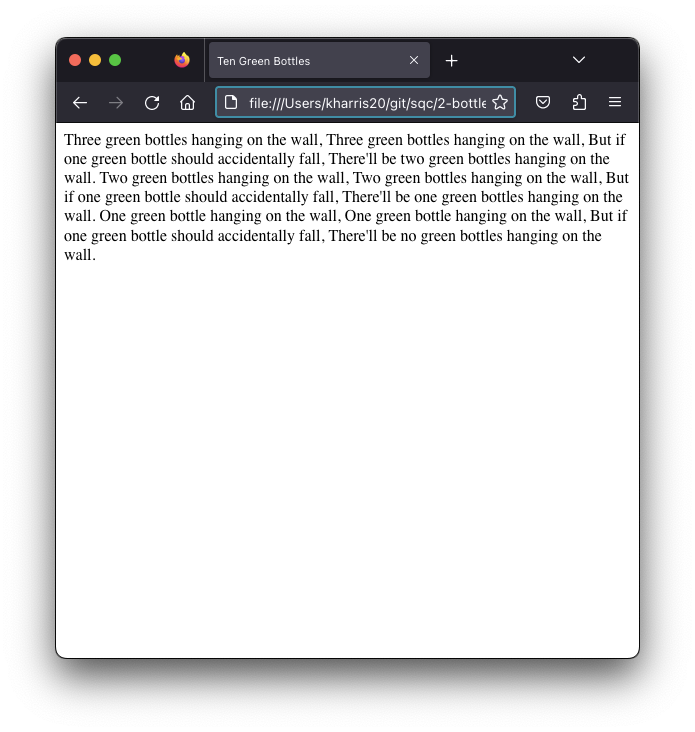 Ten Green Bottles
file:///Users/kharris20/git/sqc/2-bottle
Three green bottles hanging on the wall, Three green bottles hanging on the wall, But if
one green bottle should accidentally fall, There'll be two green bottles hanging on the
wall. Two green bottles hanging on the wall, Two green bottles hanging on the wall, But
if one green bottle should accidentally fall, There'll be one green bottles hanging on the
wall. One green bottle hanging on the wall, One green bottle hanging on the wall, But if
one green bottle should accidentally fall, There'll be no green bottles hanging on the
wall.